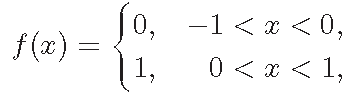 f(x) = { 0, −1 < x < 0,
1, 0 < x < 1,